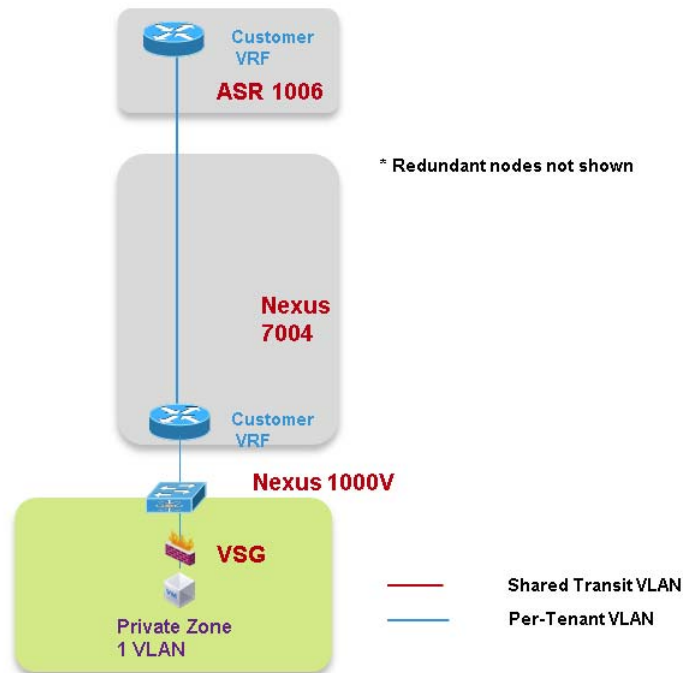 Customer
VRF
ASR 1006
* Redundant nodes not shown
Nexus
7004
Customer
VRF
Nexus 1000V
VSG
VM
Private Zone
1 VLAN
Shared Transit VLAN
Per-Tenant VLAN